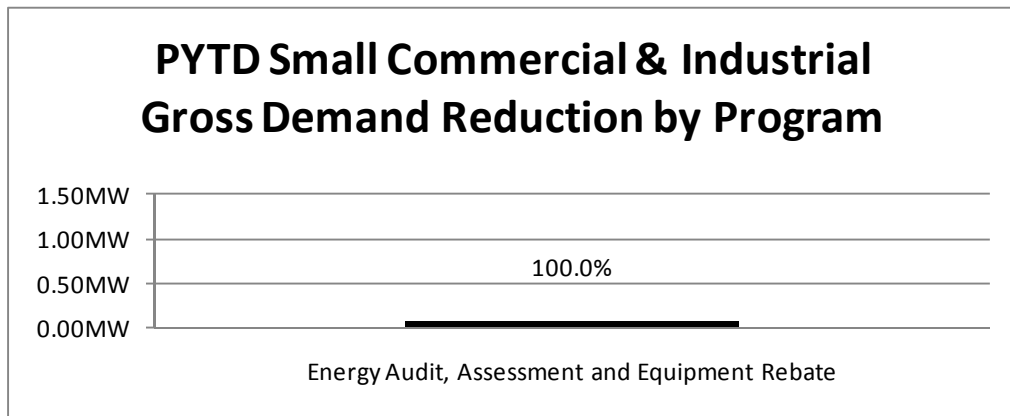 PYTD Small Commercial & Industrial
Gross Demand Reduction by Program
1.50MW
1.00MW
0.50MW
0.00MW
100.0%
Energy Audit, Assessment and Equipment Rebate